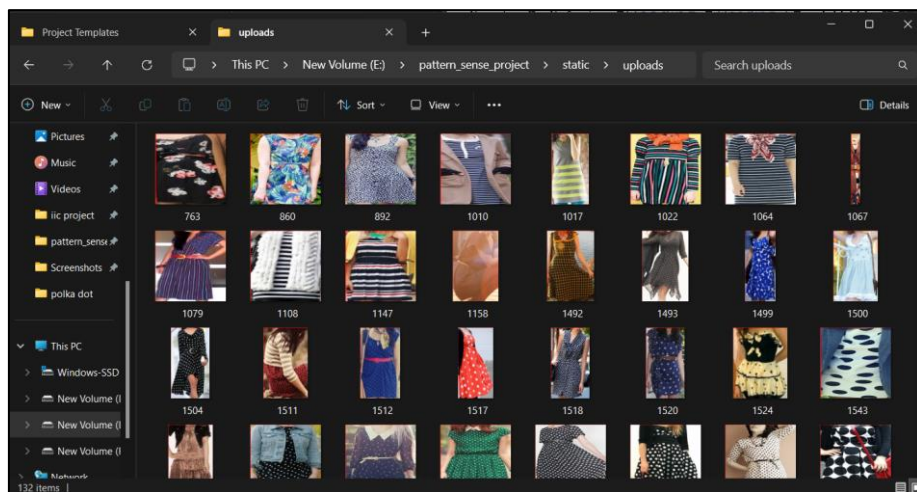 Project Templates
uploads
This PC > New Volume (E:) > pattern_sense_project > static > uploads
Search uploads
New
Sort
View
Details
Pictures
Music
Videos
iic project
pattern_sense
Screenshots
polka dot
This PC
Windows-SSD
New Volume (I
New Volume (I
New Volume (I
Network
763 860 892 1010 1017 1022 1064 1067
1079 1108 1147 1158 1492 1493 1499 1500
1504 1511 1512 1517 1518 1520 1524 1543
132 items